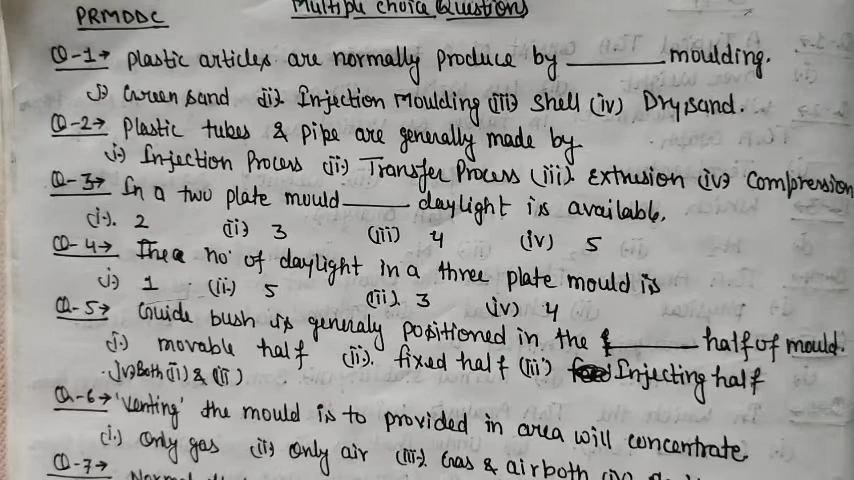 Multiple choice Questions
PRMDDC
Q-1→ plastic articles are normally produce by ______ moulding.
i) Green sand (ii) Injection Moulding (iii) Shell (iv) Dry sand.
Q-2→ Plastic tubes & pipe are generally made by
(i) Injection Process (ii) Transfer Process (iii). Extrusion (iv) Compression
Q-3→ In a two plate mould ______ daylight is available.
(i). 2 (ii) 3 (iii) 4 (iv) 5
Q-4→ The no. of daylight in a three plate mould is
(i) 1 (ii) 5 (iii). 3 (iv) 4
Q-5→ Guide bush is generaly positioned in the ______ half of mould.
(i.) movable half (ii). fixed half (iii) Injecting half
(iv) Both (i) & (ii)
Q-6→ 'Venting' the mould is to provided in area will concentrate
(i.) Only gas (ii) Only air (iii). Gas & air both (iv)
Q-7→